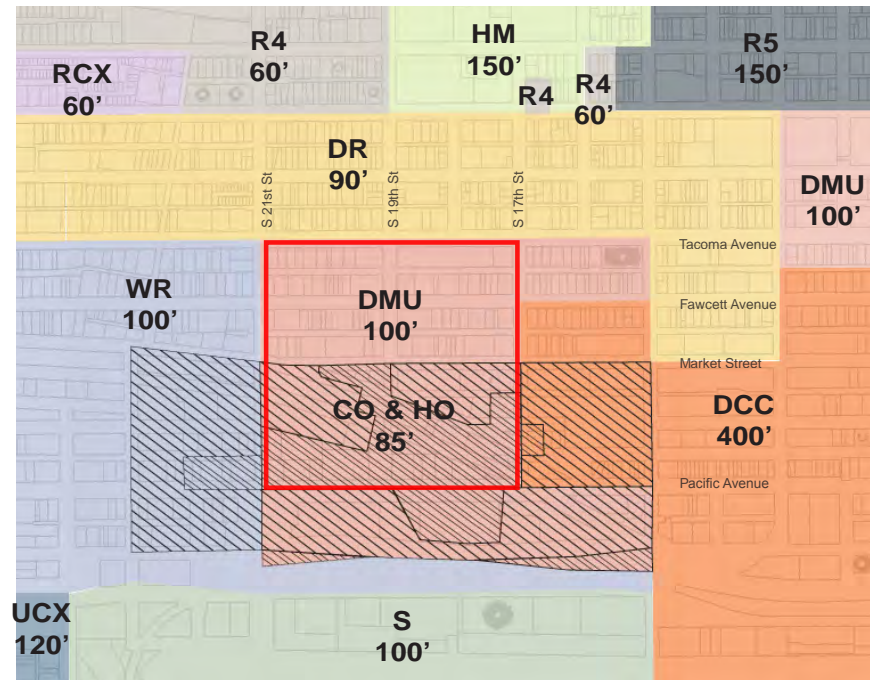 R4
60’
HM
150’
R5
150’
RCX
60’
R4
R4
60’
DR
90’
S 21st St
S 19th St
S 17th St
DMU
100’
Tacoma Avenue
WR
100’
DMU
100’
Fawcett Avenue
Market Street
CO & HO
85’
DCC
400’
Pacific Avenue
UCX
120’
S
100’